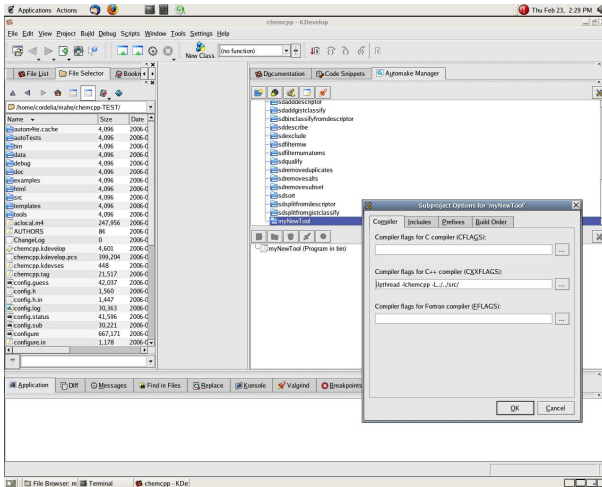 Applications Actions Thu Feb 23, 2:29 PM
chemcpp - KDevelop
File Edit View Project Build Debug Scripts Window Tools Settings Help
New Class (no function)
File List File Selector Bookn
Documentation Code Snippets Automake Manager
/home/cordelia/mahe/chemcpp-TEST/
Name Size Date
autom4te.cache 4,096 2006-0
autoTests 4,096 2006-0
bin 4,096 2006-0
data 4,096 2006-0
debug 4,096 2006-0
doc 4,096 2006-0
examples 4,096 2006-0
html 4,096 2006-0
src 4,096 2006-0
templates 4,096 2006-0
tools 4,096 2006-0
aclocal.m4 247,956 2006-0
AUTHORS 84 2006-0
ChangeLog 0 2006-0
chemcpp.kdevelop 4,601 2006-0
chemcpp.kdevelop.pcs 399,204 2006-0
chemcpp.kdevses 448 2006-0
chemcpp.tag 21,517 2006-0
config.guess 42,037 2006-0
config.h 1,560 2006-0
config.h.in 1,447 2006-0
config.log 30,363 2006-0
config.status 41,596 2006-0
config.sub 30,221 2006-0
configure 667,171 2006-0
configure.in 1,178 2006-0
sdadddescriptor
sdaddgistclassify
sdbinclassifyfromdescriptor
sddescribe
sdexclude
sdfiltermw
sdfilternumatoms
sdqualify
sdremoveduplicates
sdremovesalts
sdremovesubset
sdsort
sdsplitfromdescriptor
sdsplitfromgistclassify
myNewTool
myNewTool (Program in bin)
Subproject Options for 'myNewTool'
Compiler Includes Prefixes Build Order
Compiler flags for C compiler (CFLAGS):
...
Compiler flags for C++ compiler (CXXFLAGS):
-lpthread -lchemcpp -L../../src/ ...
Compiler flags for Fortran compiler (FFLAGS):
...
OK Cancel
Application Diff Messages Find in Files Replace Konsole Valgrind Breakpoints
File Browser: m Terminal chemcpp - KDe